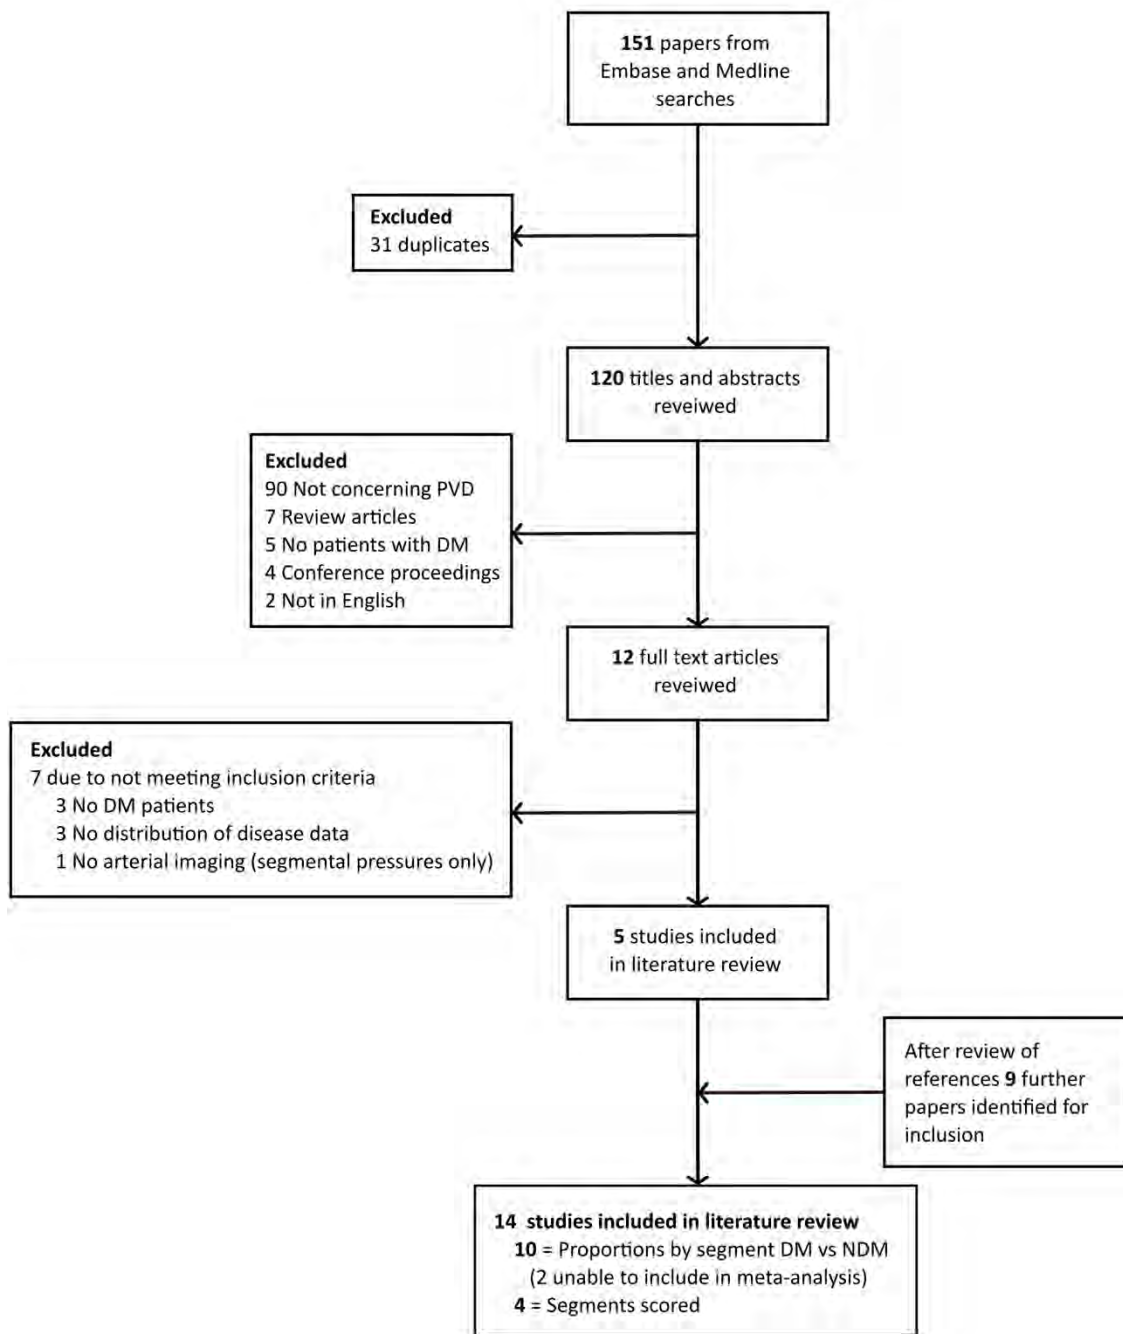 151 papers from
Embase and Medline
searches
Excluded
31 duplicates
120 titles and abstracts
reveiwed
Excluded
90 Not concerning PVD
7 Review articles
5 No patients with DM
4 Conference proceedings
2 Not in English
12 full text articles
reveiwed
Excluded
7 due to not meeting inclusion criteria
3 No DM patients
3 No distribution of disease data
1 No arterial imaging (segmental pressures only)
5 studies included
in literature review
After review of
references 9 further
papers identified for
inclusion
14 studies included in literature review
10 = Proportions by segment DM vs NDM
(2 unable to include in meta-analysis)
4 = Segments scored